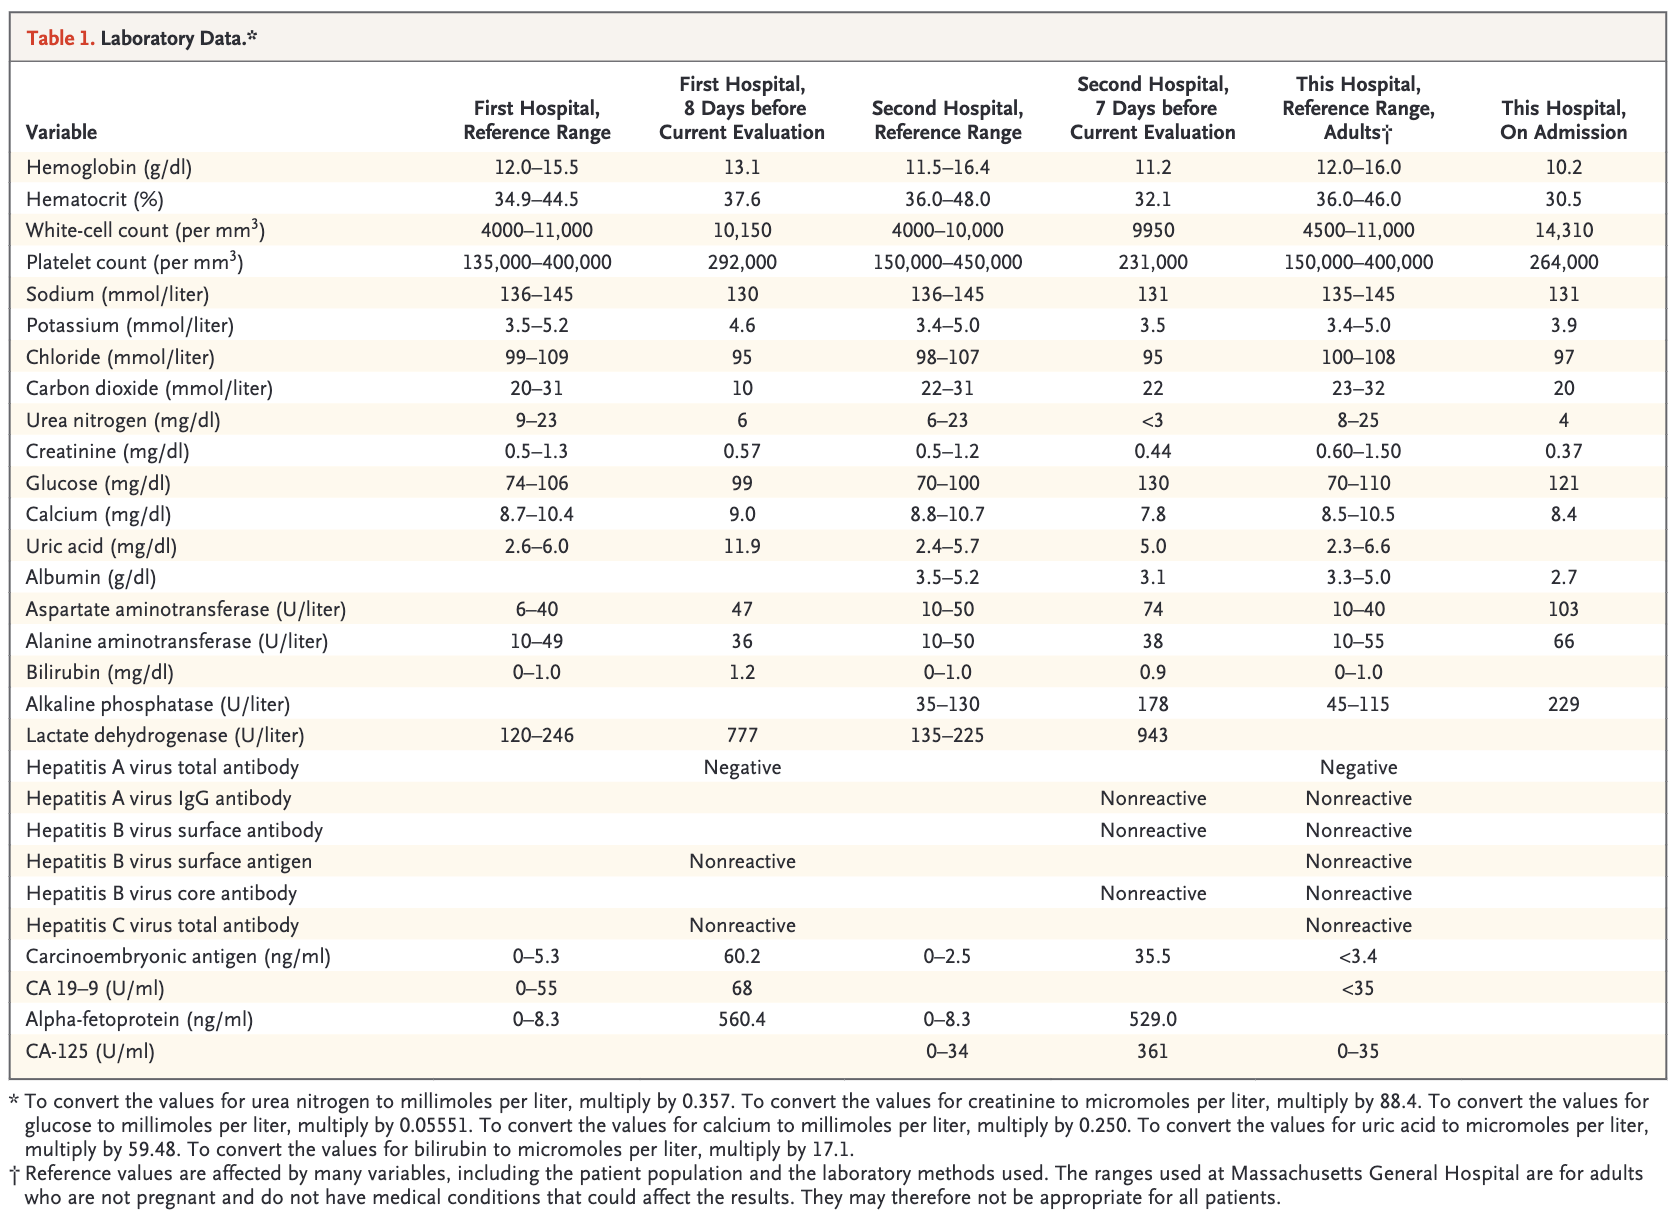 Table 1. Laboratory Data.*
Variable First Hospital, Reference Range First Hospital, 8 Days before Current Evaluation Second Hospital, Reference Range Second Hospital, 7 Days before Current Evaluation This Hospital, Reference Range, Adults† This Hospital, On Admission
Hemoglobin (g/dl) 12.0–15.5 13.1 11.5–16.4 11.2 12.0–16.0 10.2
Hematocrit (%) 34.9–44.5 37.6 36.0–48.0 32.1 36.0–46.0 30.5
White-cell count (per mm³) 4000–11,000 10,150 4000–10,000 9950 4500–11,000 14,310
Platelet count (per mm³) 135,000–400,000 292,000 150,000–450,000 231,000 150,000–400,000 264,000
Sodium (mmol/liter) 136–145 130 136–145 131 135–145 131
Potassium (mmol/liter) 3.5–5.2 4.6 3.4–5.0 3.5 3.4–5.0 3.9
Chloride (mmol/liter) 99–109 95 98–107 95 100–108 97
Carbon dioxide (mmol/liter) 20–31 10 22–31 22 23–32 20
Urea nitrogen (mg/dl) 9–23 6 6–23 <3 8–25 4
Creatinine (mg/dl) 0.5–1.3 0.57 0.5–1.2 0.44 0.60–1.50 0.37
Glucose (mg/dl) 74–106 99 70–100 130 70–110 121
Calcium (mg/dl) 8.7–10.4 9.0 8.8–10.7 7.8 8.5–10.5 8.4
Uric acid (mg/dl) 2.6–6.0 11.9 2.4–5.7 5.0 2.3–6.6
Albumin (g/dl) 3.5–5.2 3.1 3.3–5.0 2.7
Aspartate aminotransferase (U/liter) 6–40 47 10–50 74 10–40 103
Alanine aminotransferase (U/liter) 10–49 36 10–50 38 10–55 66
Bilirubin (mg/dl) 0–1.0 1.2 0–1.0 0.9 0–1.0
Alkaline phosphatase (U/liter) 35–130 178 45–115 229
Lactate dehydrogenase (U/liter) 120–246 777 135–225 943
Hepatitis A virus total antibody Negative Negative
Hepatitis A virus IgG antibody Nonreactive Nonreactive
Hepatitis B virus surface antibody Nonreactive Nonreactive
Hepatitis B virus surface antigen Nonreactive Nonreactive
Hepatitis B virus core antibody Nonreactive Nonreactive
Hepatitis C virus total antibody Nonreactive Nonreactive
Carcinoembryonic antigen (ng/ml) 0–5.3 60.2 0–2.5 35.5 <3.4
CA 19–9 (U/ml) 0–55 68 <35
Alpha-fetoprotein (ng/ml) 0–8.3 560.4 0–8.3 529.0
CA-125 (U/ml) 0–34 361 0–35
* To convert the values for urea nitrogen to millimoles per liter, multiply by 0.357. To convert the values for creatinine to micromoles per liter, multiply by 88.4. To convert the values for
glucose to millimoles per liter, multiply by 0.05551. To convert the values for calcium to millimoles per liter, multiply by 0.250. To convert the values for uric acid to micromoles per liter,
multiply by 59.48. To convert the values for bilirubin to micromoles per liter, multiply by 17.1.
† Reference values are affected by many variables, including the patient population and the laboratory methods used. The ranges used at Massachusetts General Hospital are for adults
who are not pregnant and do not have medical conditions that could affect the results. They may therefore not be appropriate for all patients.